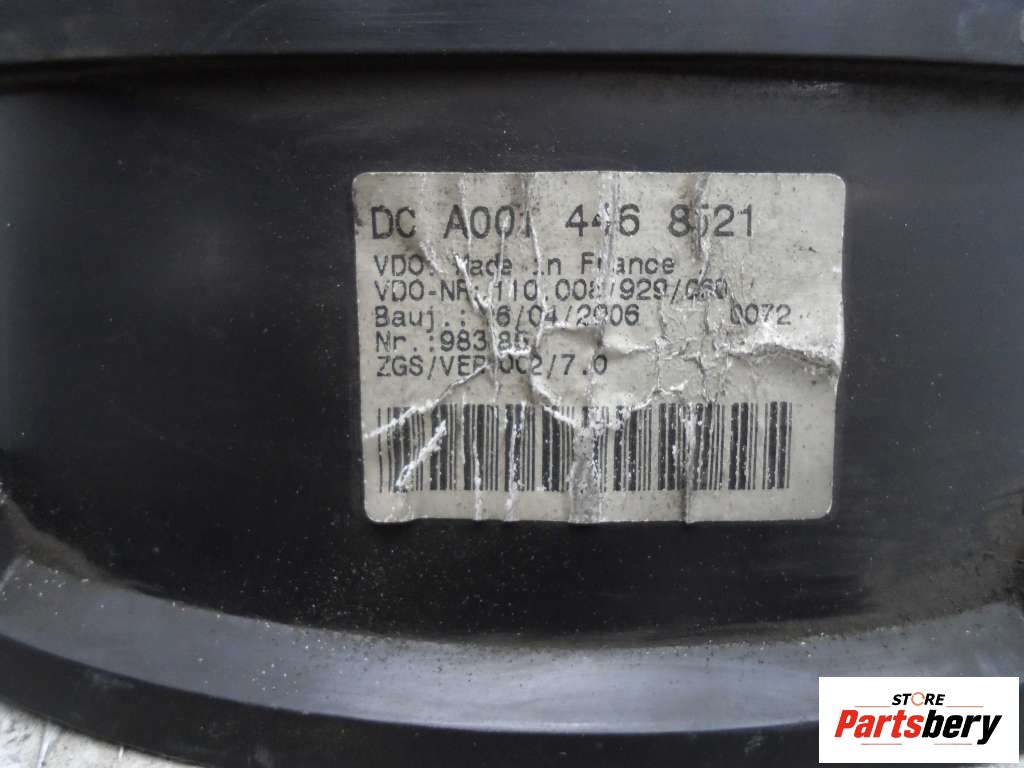 DC A001 446 8521
VDO. Made in France
VDO-NR: 110.008/929/060
Bauj.: 6/04/2006 0072
Nr.:983
ZGS/VER 002/7.0
STORE
Partsbery